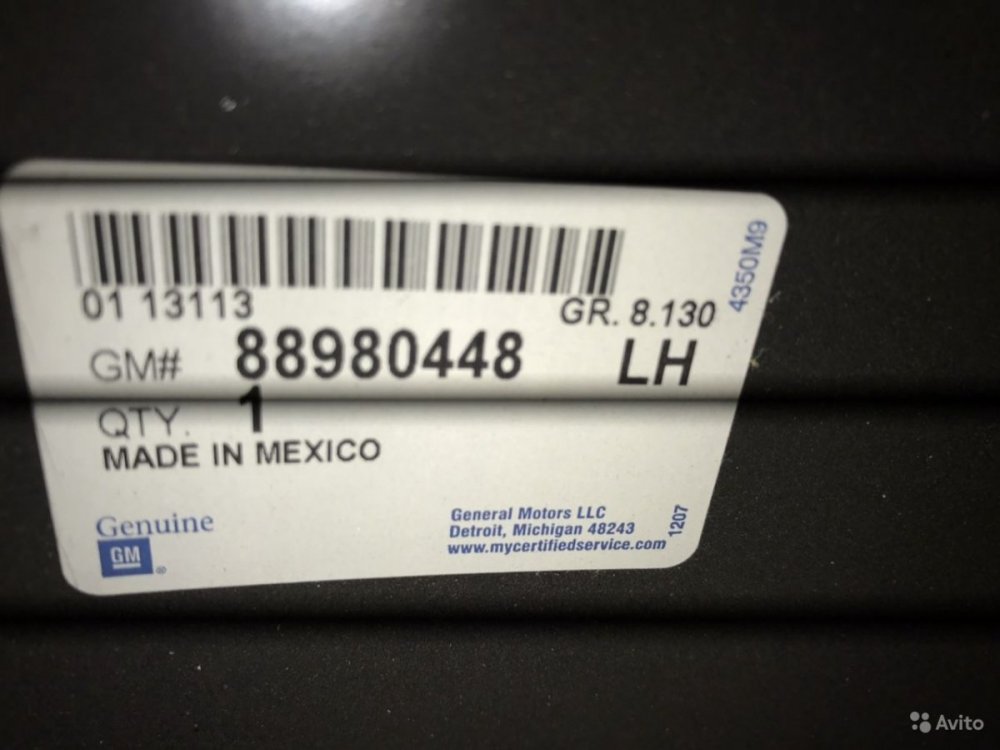 01 13113
GR. 8.130
4350M9
GM# 88980448
LH
QTY. 1
MADE IN MEXICO
Genuine
GM
®
General Motors LLC
Detroit, Michigan 48243
www.mycertifiedservice.com
1207
Avito